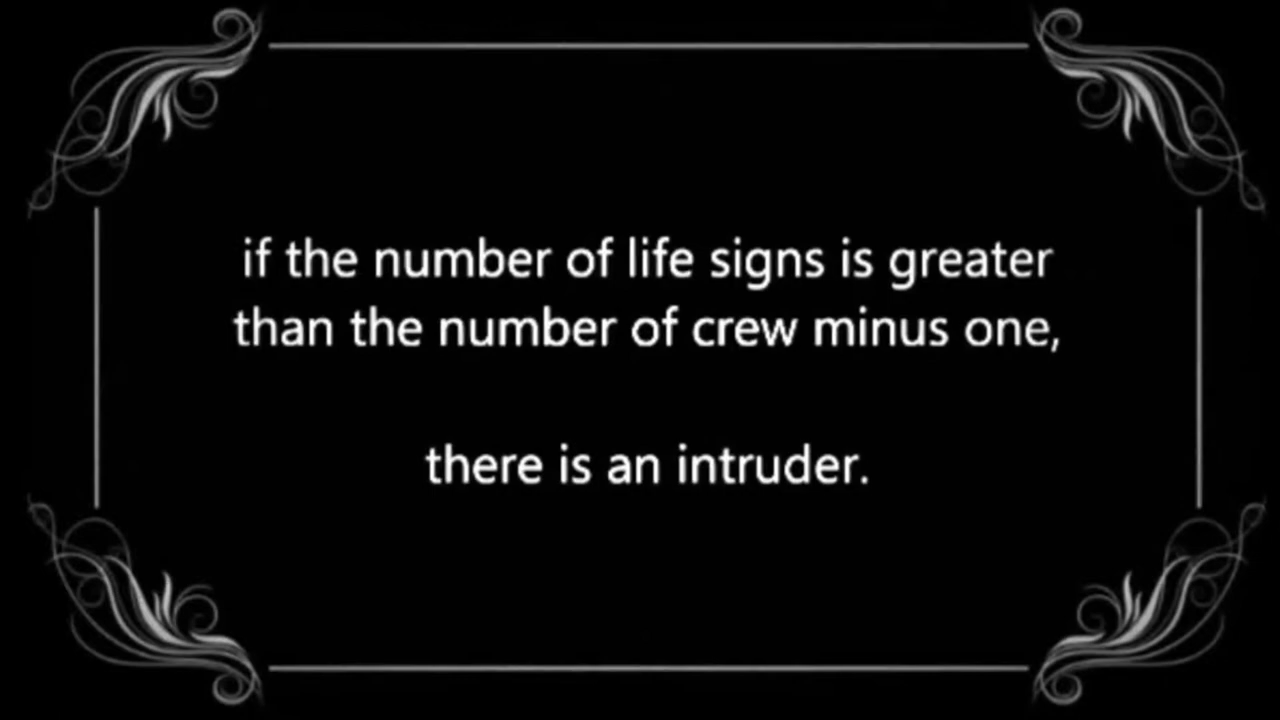 if the number of life signs is greater
than the number of crew minus one,
there is an intruder.